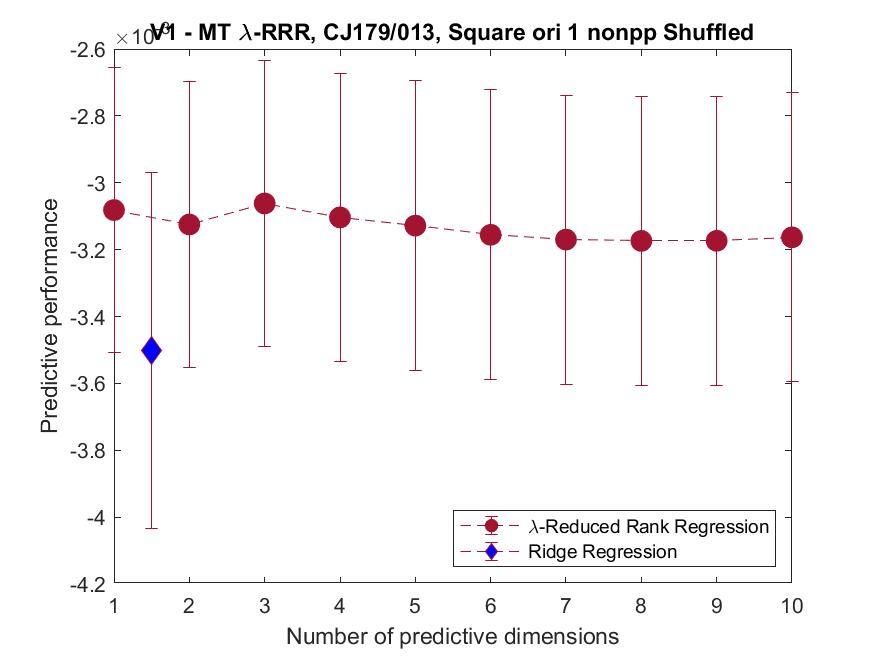 ×10-3
V1 - MT λ-RRR, CJ179/013, Square ori 1 nonpp Shuffled
-2.6
-2.8
-3
-3.2
-3.4
-3.6
-3.8
-4
-4.2
Predictive performance
λ-Reduced Rank Regression
Ridge Regression
1 2 3 4 5 6 7 8 9 10
Number of predictive dimensions